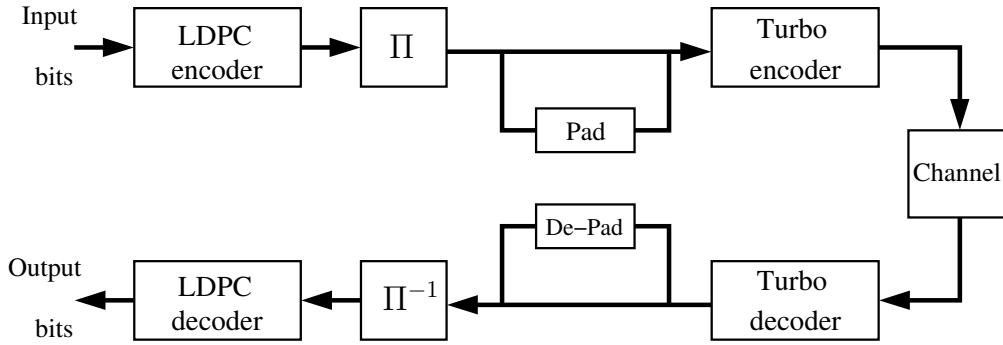 Input
bits
LDPC
encoder
Π
Pad
Turbo
encoder
Channel
Output
bits
LDPC
decoder
Π⁻¹
De–Pad
Turbo
decoder